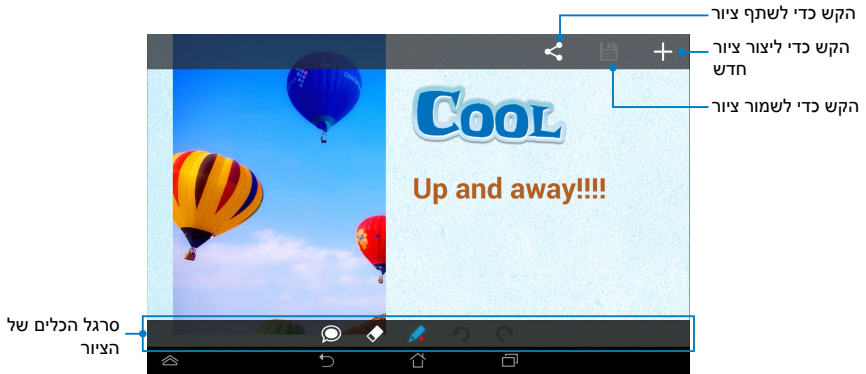 הקש כדי לשתף ציור
הקש כדי ליצור ציור
חדש
הקש כדי לשמור ציור
COOL
Up and away!!!!
סרגל הכלים של
הציור